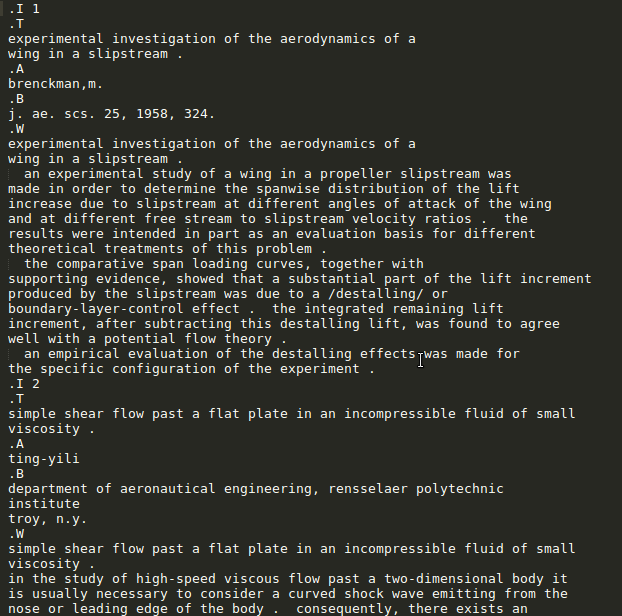 .I 1
.T
experimental investigation of the aerodynamics of a
wing in a slipstream .
.A
brenckman,m.
.B
j. ae. scs. 25, 1958, 324.
.W
experimental investigation of the aerodynamics of a
wing in a slipstream .
an experimental study of a wing in a propeller slipstream was
made in order to determine the spanwise distribution of the lift
increase due to slipstream at different angles of attack of the wing
and at different free stream to slipstream velocity ratios .  the
results were intended in part as an evaluation basis for different
theoretical treatments of this problem .
the comparative span loading curves, together with
supporting evidence, showed that a substantial part of the lift increment
produced by the slipstream was due to a /destalling/ or
boundary-layer-control effect .  the integrated remaining lift
increment, after subtracting this destalling lift, was found to agree
well with a potential flow theory .
an empirical evaluation of the destalling effects was made for
the specific configuration of the experiment .
.I 2
.T
simple shear flow past a flat plate in an incompressible fluid of small
viscosity .
.A
ting-yili
.B
department of aeronautical engineering, rensselaer polytechnic
institute
troy, n.y.
.W
simple shear flow past a flat plate in an incompressible fluid of small
viscosity .
in the study of high-speed viscous flow past a two-dimensional body it
is usually necessary to consider a curved shock wave emitting from the
nose or leading edge of the body .  consequently, there exists an